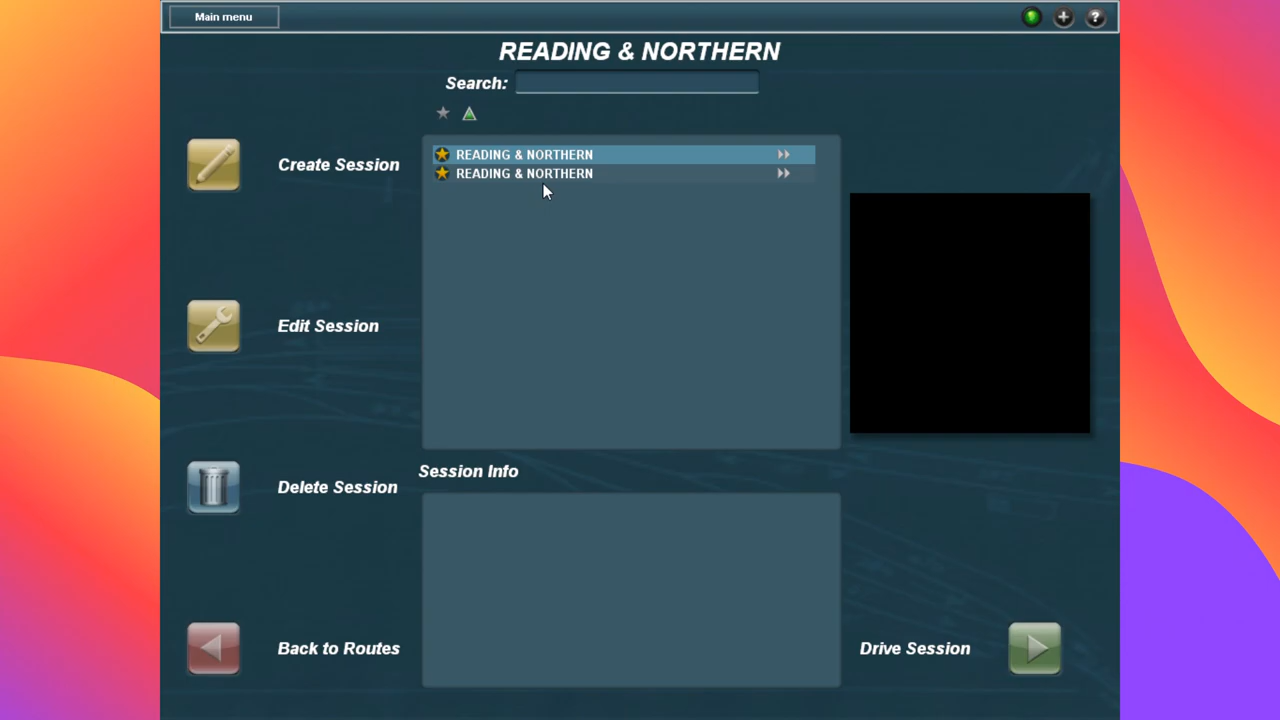 Main menu
?
READING & NORTHERN
Search:
Create Session
READING & NORTHERN
READING & NORTHERN
Edit Session
Session Info
Delete Session
Back to Routes
Drive Session